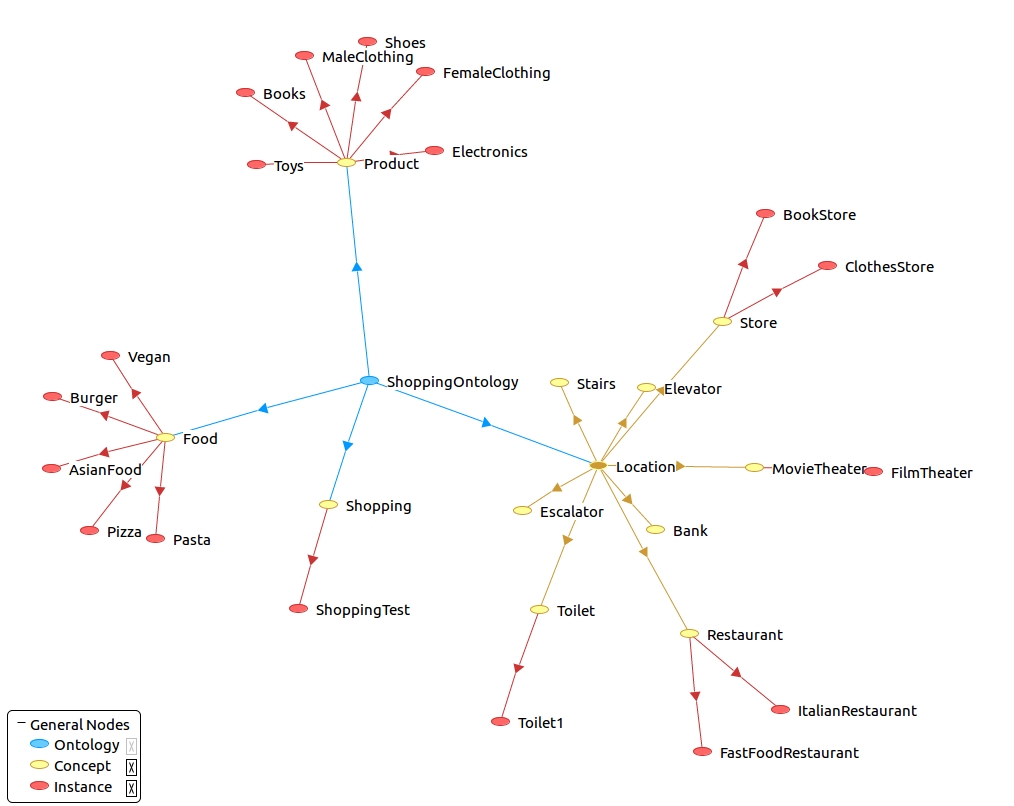 Shoes
MaleClothing
FemaleClothing
Books
Electronics
Toys
Product
BookStore
ClothesStore
Store
Vegan
ShoppingOntology
Stairs
Elevator
Burger
Food
AsianFood
Location
MovieTheater
FilmTheater
Shopping
Escalator
Bank
Pizza
Pasta
ShoppingTest
Toilet
Restaurant
ItalianRestaurant
Toilet1
FastFoodRestaurant
General Nodes
Ontology
Concept
Instance